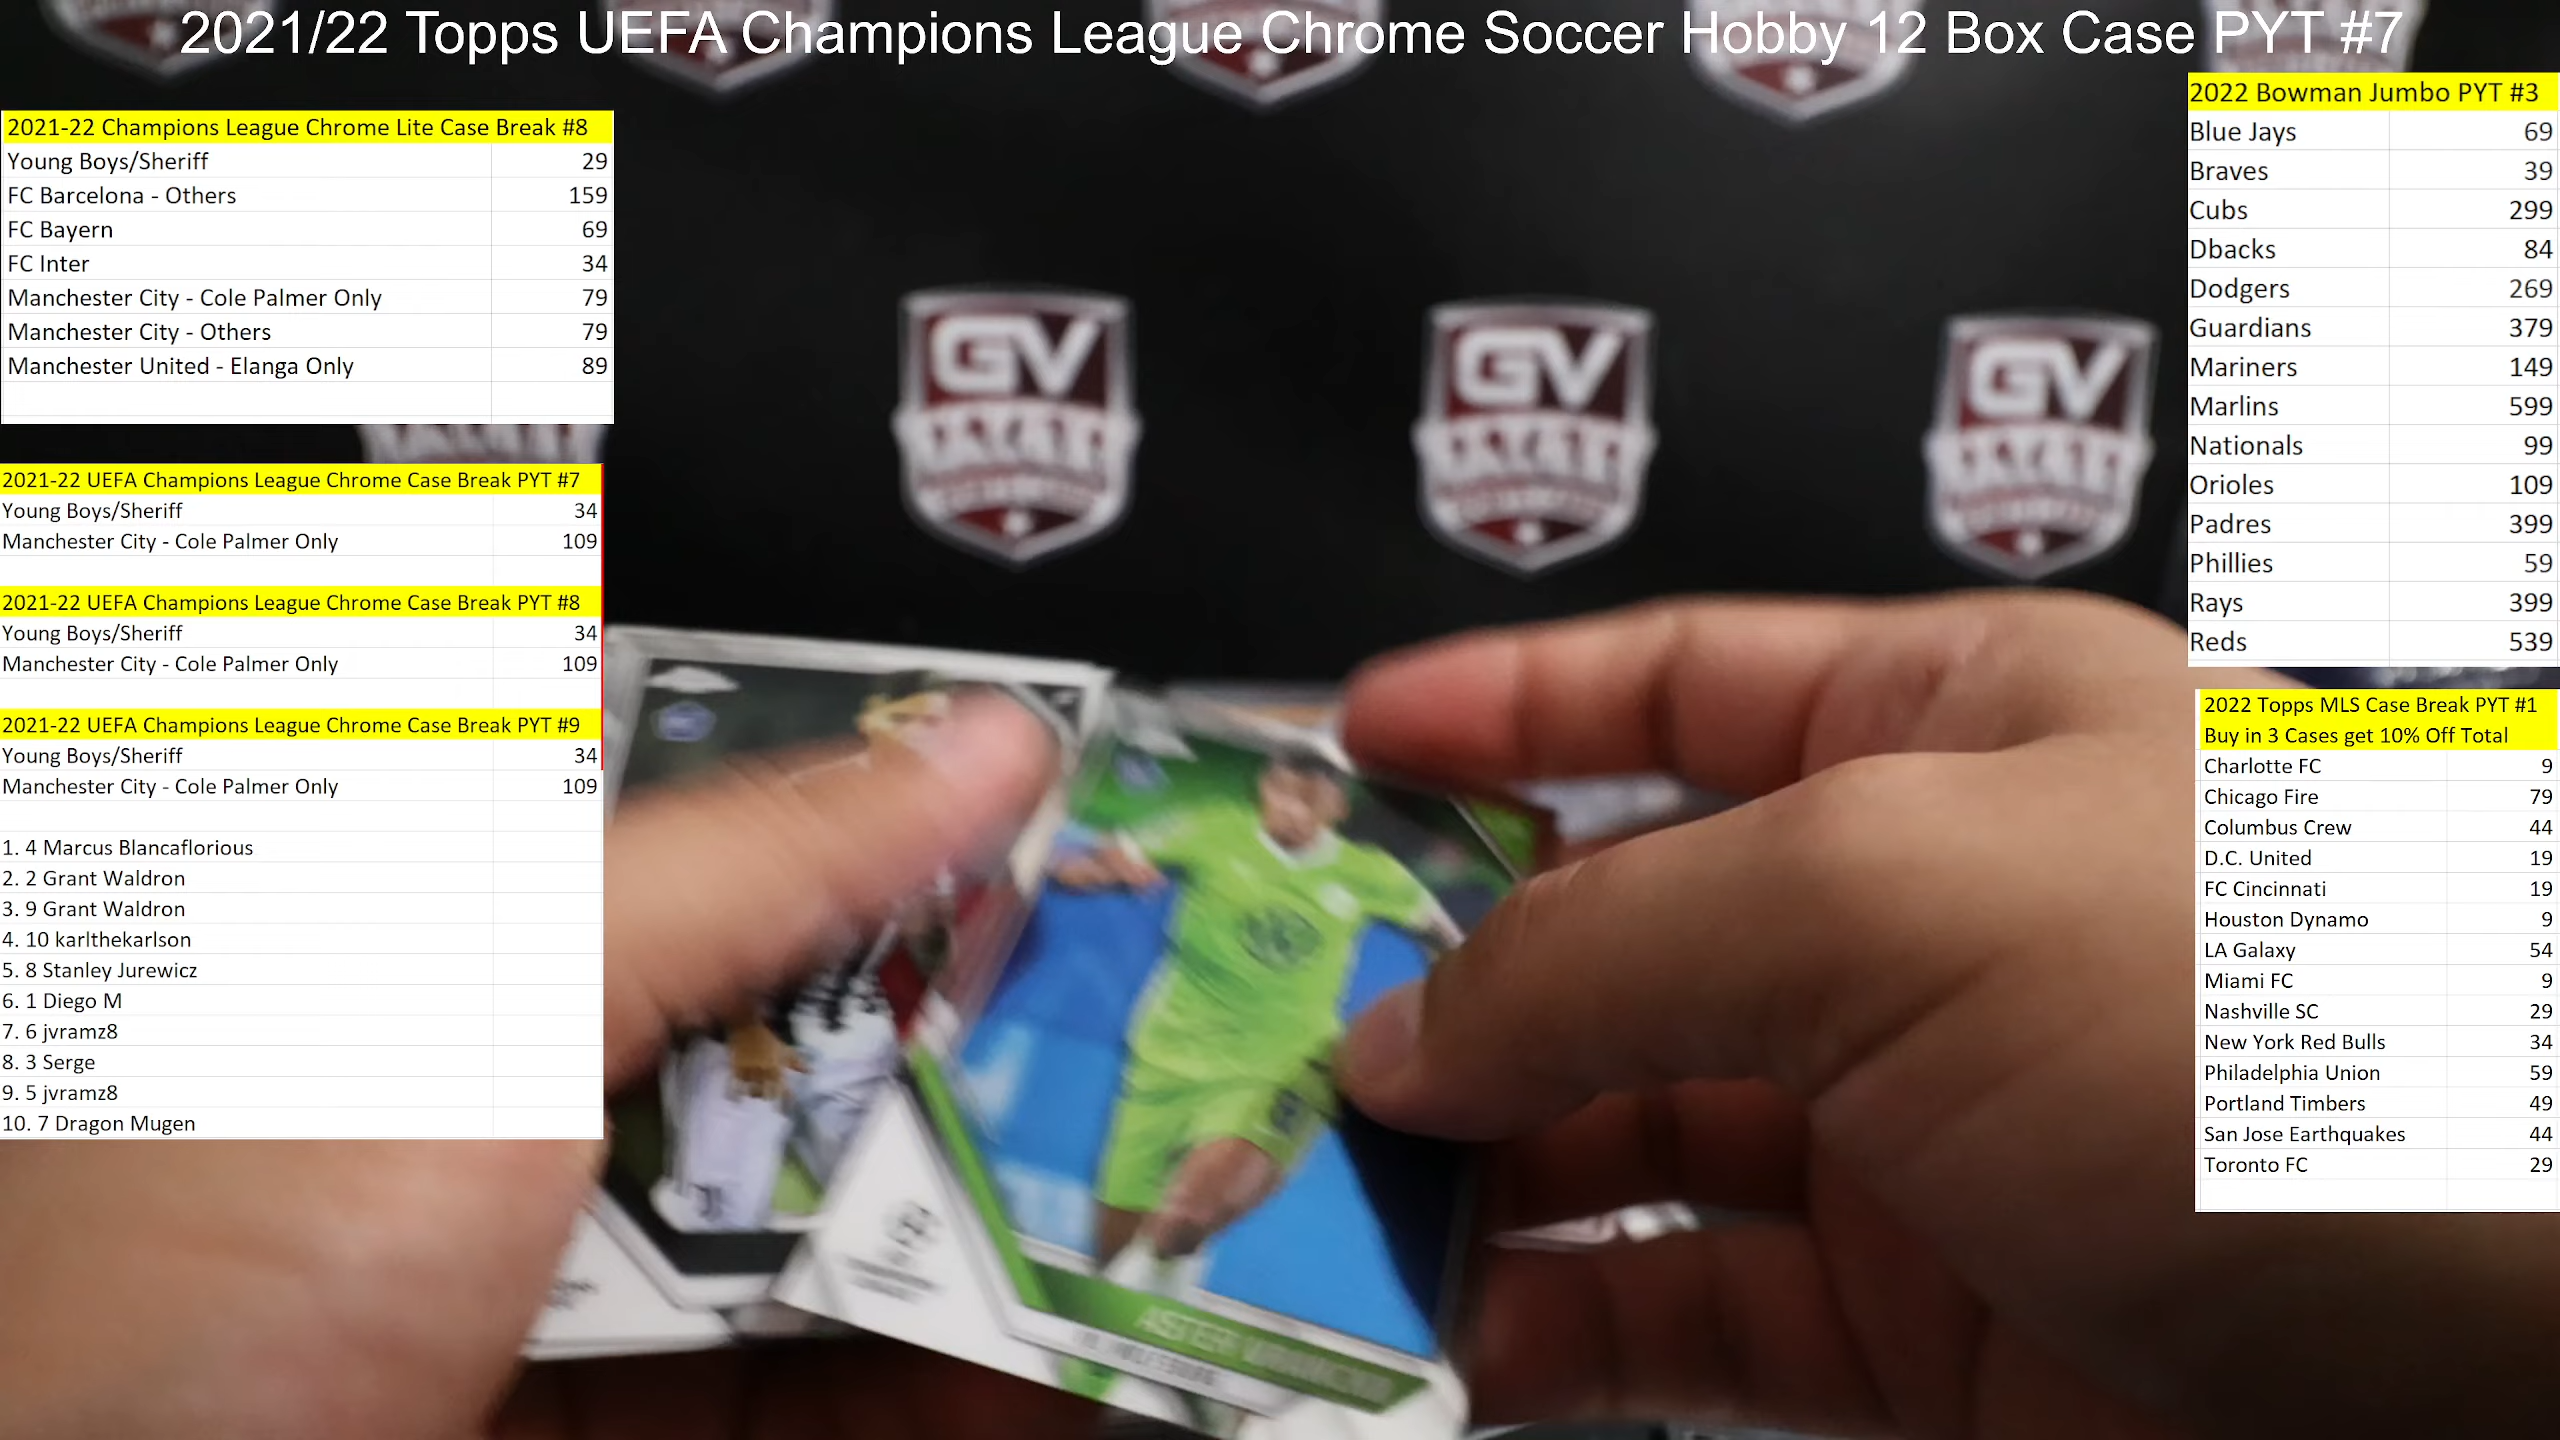 2021/22 Topps UEFA Champions League Chrome Soccer Hobby 12 Box Case PYT #7
2021-22 Champions League Chrome Lite Case Break #8
Young Boys/Sheriff 29
FC Barcelona - Others 159
FC Bayern 69
FC Inter 34
Manchester City - Cole Palmer Only 79
Manchester City - Others 79
Manchester United - Elanga Only 89
2021-22 UEFA Champions League Chrome Case Break PYT #7
Young Boys/Sheriff 34
Manchester City - Cole Palmer Only 109
2021-22 UEFA Champions League Chrome Case Break PYT #8
Young Boys/Sheriff 34
Manchester City - Cole Palmer Only 109
2021-22 UEFA Champions League Chrome Case Break PYT #9
Young Boys/Sheriff 34
Manchester City - Cole Palmer Only 109
1. 4 Marcus Blancaflorious
2. 2 Grant Waldron
3. 9 Grant Waldron
4. 10 karlthekarlson
5. 8 Stanley Jurewicz
6. 1 Diego M
7. 6 jvramz8
8. 3 Serge
9. 5 jvramz8
10. 7 Dragon Mugen
GV
GV
GV
2022 Bowman Jumbo PYT #3
Blue Jays 69
Braves 39
Cubs 299
Dbacks 84
Dodgers 269
Guardians 379
Mariners 149
Marlins 599
Nationals 99
Orioles 109
Padres 399
Phillies 59
Rays 399
Reds 539
2022 Topps MLS Case Break PYT #1
Buy in 3 Cases get 10% Off Total
Charlotte FC 9
Chicago Fire 79
Columbus Crew 44
D.C. United 19
FC Cincinnati 19
Houston Dynamo 9
LA Galaxy 54
Miami FC 9
Nashville SC 29
New York Red Bulls 34
Philadelphia Union 59
Portland Timbers 49
San Jose Earthquakes 44
Toronto FC 29